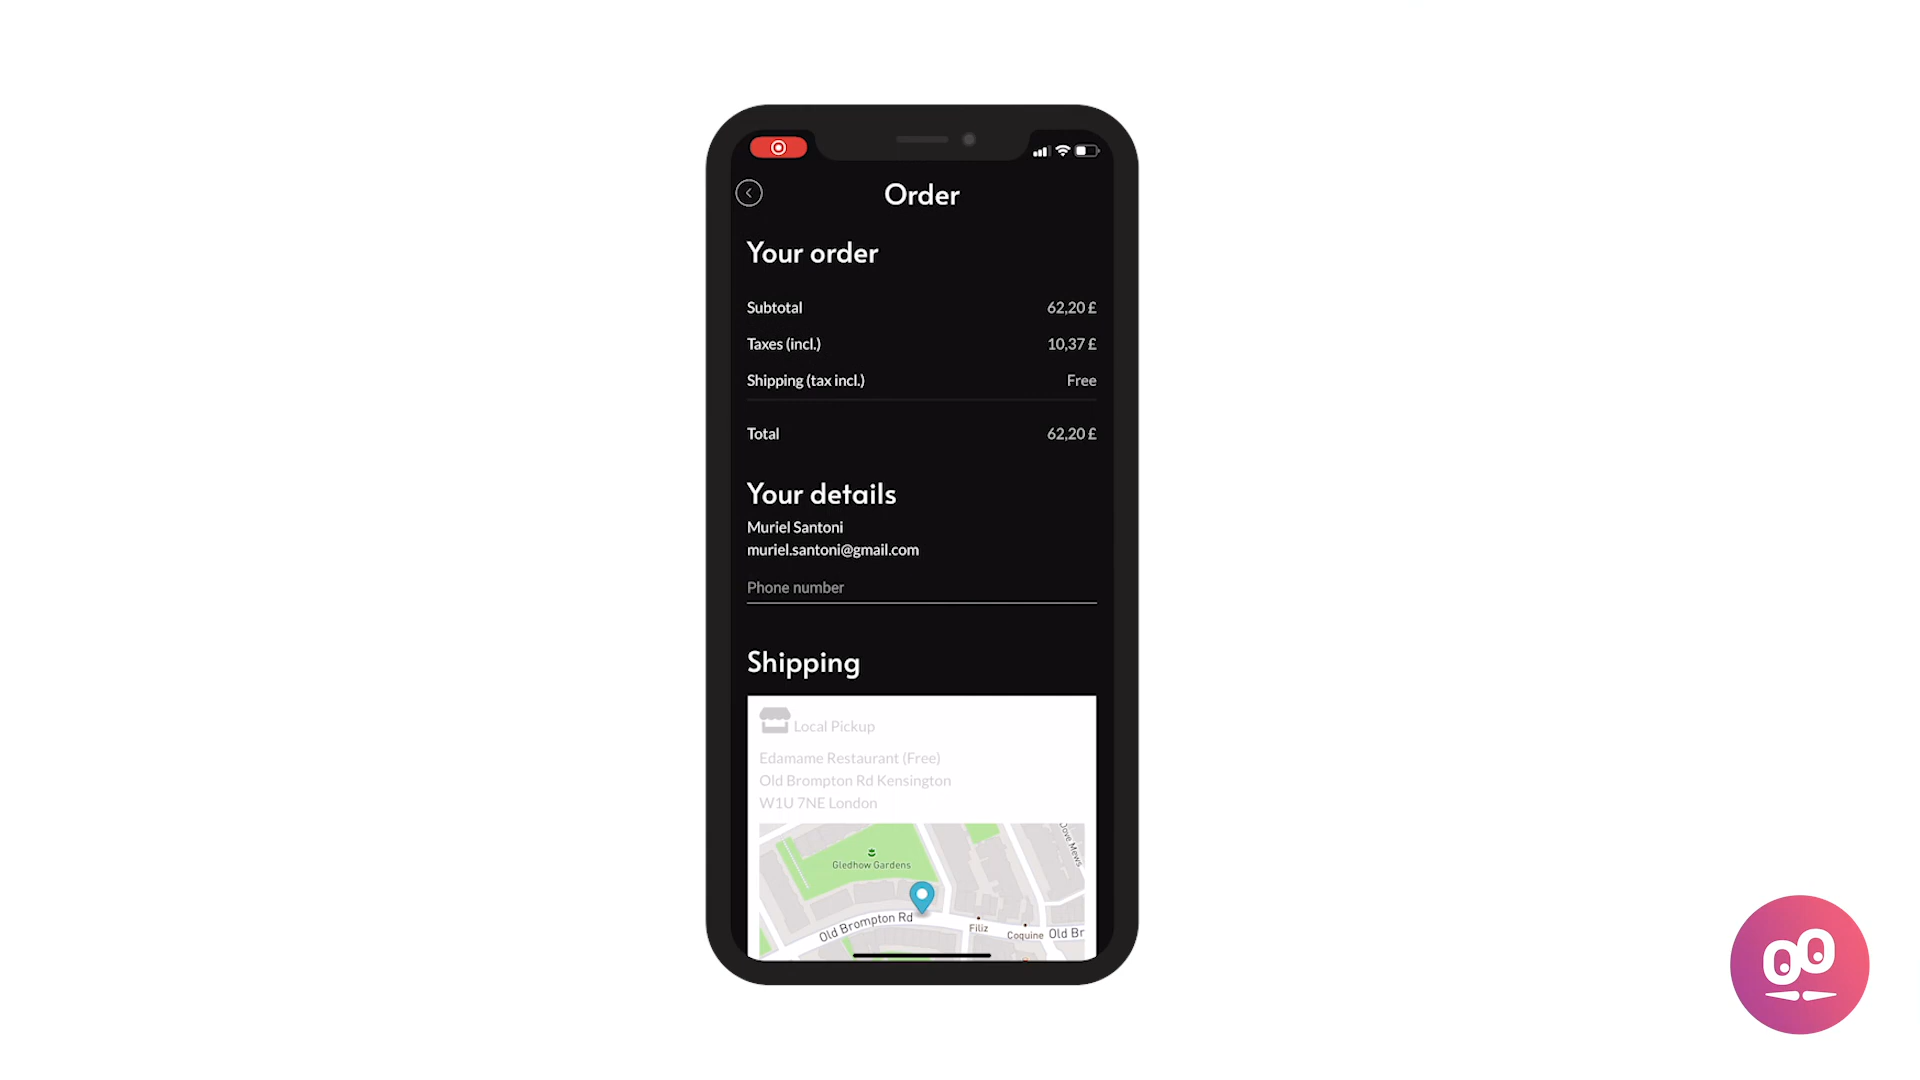 Order
Your order
Subtotal 62,20 £
Taxes (incl.) 10,37 £
Shipping (tax incl.) Free
Total 62,20 £
Your details
Muriel Santoni
muriel.santoni@gmail.com
Phone number
Shipping
Local Pickup
Edamame Restaurant (Free)
Old Brompton Rd Kensington
W1U 7NE London
Dove Mews
Gledhow Gardens
Old Brompton Rd
Filiz
Coquine
Old Br